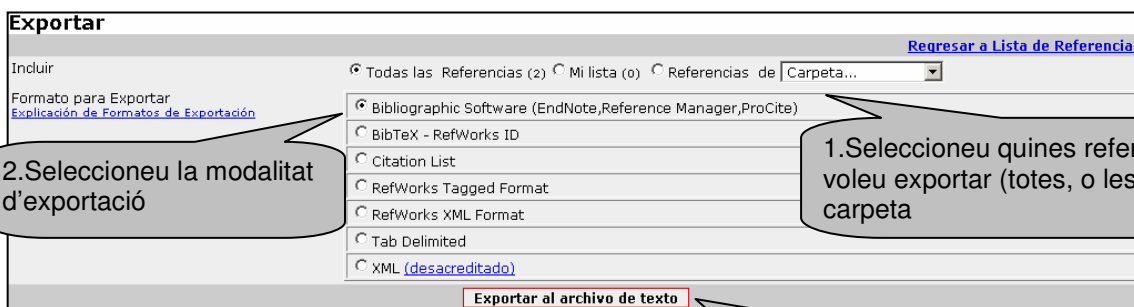 Exportar
Regresar a Lista de Referencia
Incluir
Todas las Referencias (2) Mi lista (0) Referencias de Carpeta...
Formato para Exportar
Explicación de Formatos de Exportación
Bibliographic Software (EndNote,Reference Manager,ProCite)
BibTeX - RefWorks ID
Citation List
RefWorks Tagged Format
RefWorks XML Format
Tab Delimited
XML (desacreditado)
2.Seleccioneu la modalitat
d'exportació
1.Seleccioneu quines refer
voleu exportar (totes, o les
carpeta
Exportar al archivo de texto